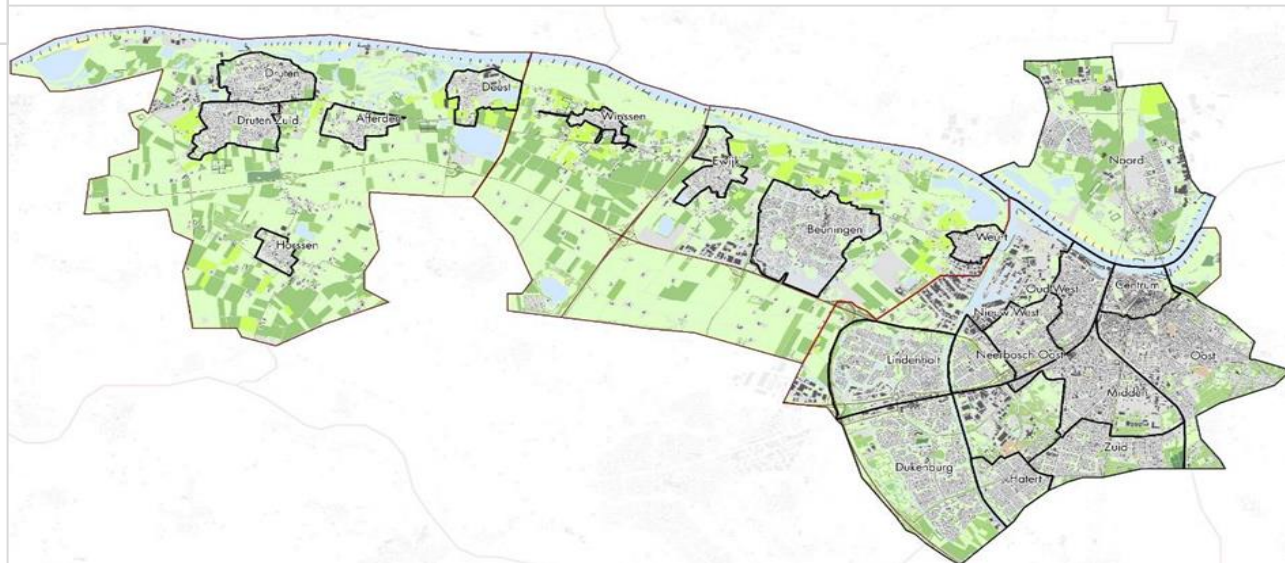 Druten
Deest
Druten Zuid
Afferden
Winssen
Ewijk
Noord
Beuningen
Horssen
Weurt
Oud West
Centrum
Nieuw West
Neerbosch Oost
Lindenholt
Oost
Midden
Zuid
Dukenburg
Hatert